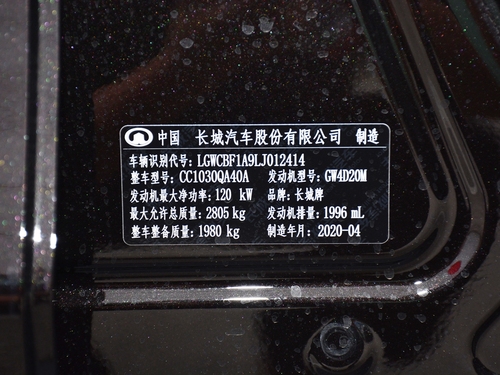 中国 长城汽车股份有限公司 制造
车辆识别代号: LGWCBF1A9LJ012414
整车型号: CC1030QA40A 发动机型号: GW4D20M
发动机最大净功率: 120 kW 品牌: 长城牌
最大允许总质量: 2805 kg 发动机排量: 1996 mL
整车整备质量: 1980 kg 制造年月: 2020-04